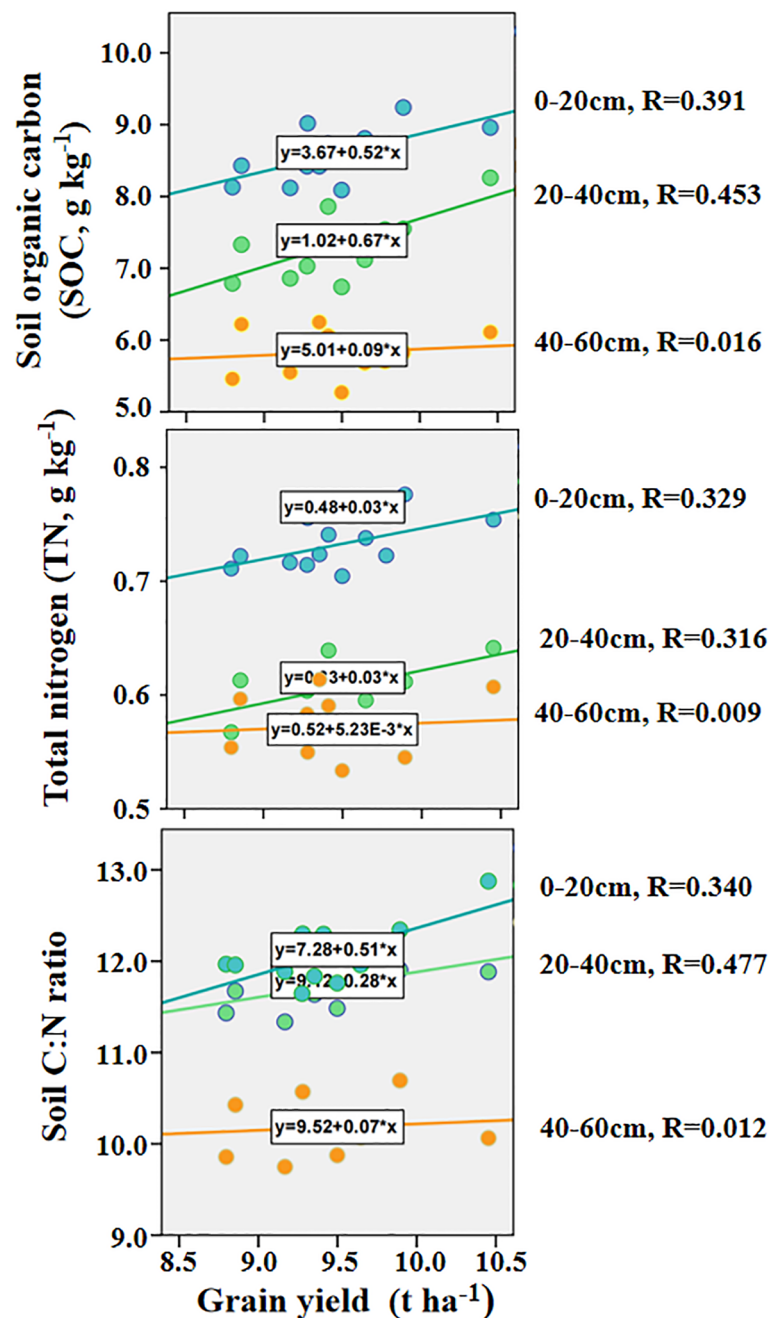 Soil organic carbon
(SOC, g kg⁻¹)
10.0
9.0
8.0
7.0
6.0
5.0
y=3.67+0.52*x
y=1.02+0.67*x
y=5.01+0.09*x
0-20cm, R=0.391
20-40cm, R=0.453
40-60cm, R=0.016
Total nitrogen (TN, g kg⁻¹)
0.8
0.7
0.6
0.5
y=0.48+0.03*x
+0.03*x
y=0.52+5.23E-3*x
0-20cm, R=0.329
20-40cm, R=0.316
40-60cm, R=0.009
Soil C:N ratio
13.0
12.0
11.0
10.0
9.0
y=7.28+0.51*x
0.28*x
y=9.52+0.07*x
0-20cm, R=0.340
20-40cm, R=0.477
40-60cm, R=0.012
8.5 9.0 9.5 10.0 10.5
Grain yield (t ha⁻¹)